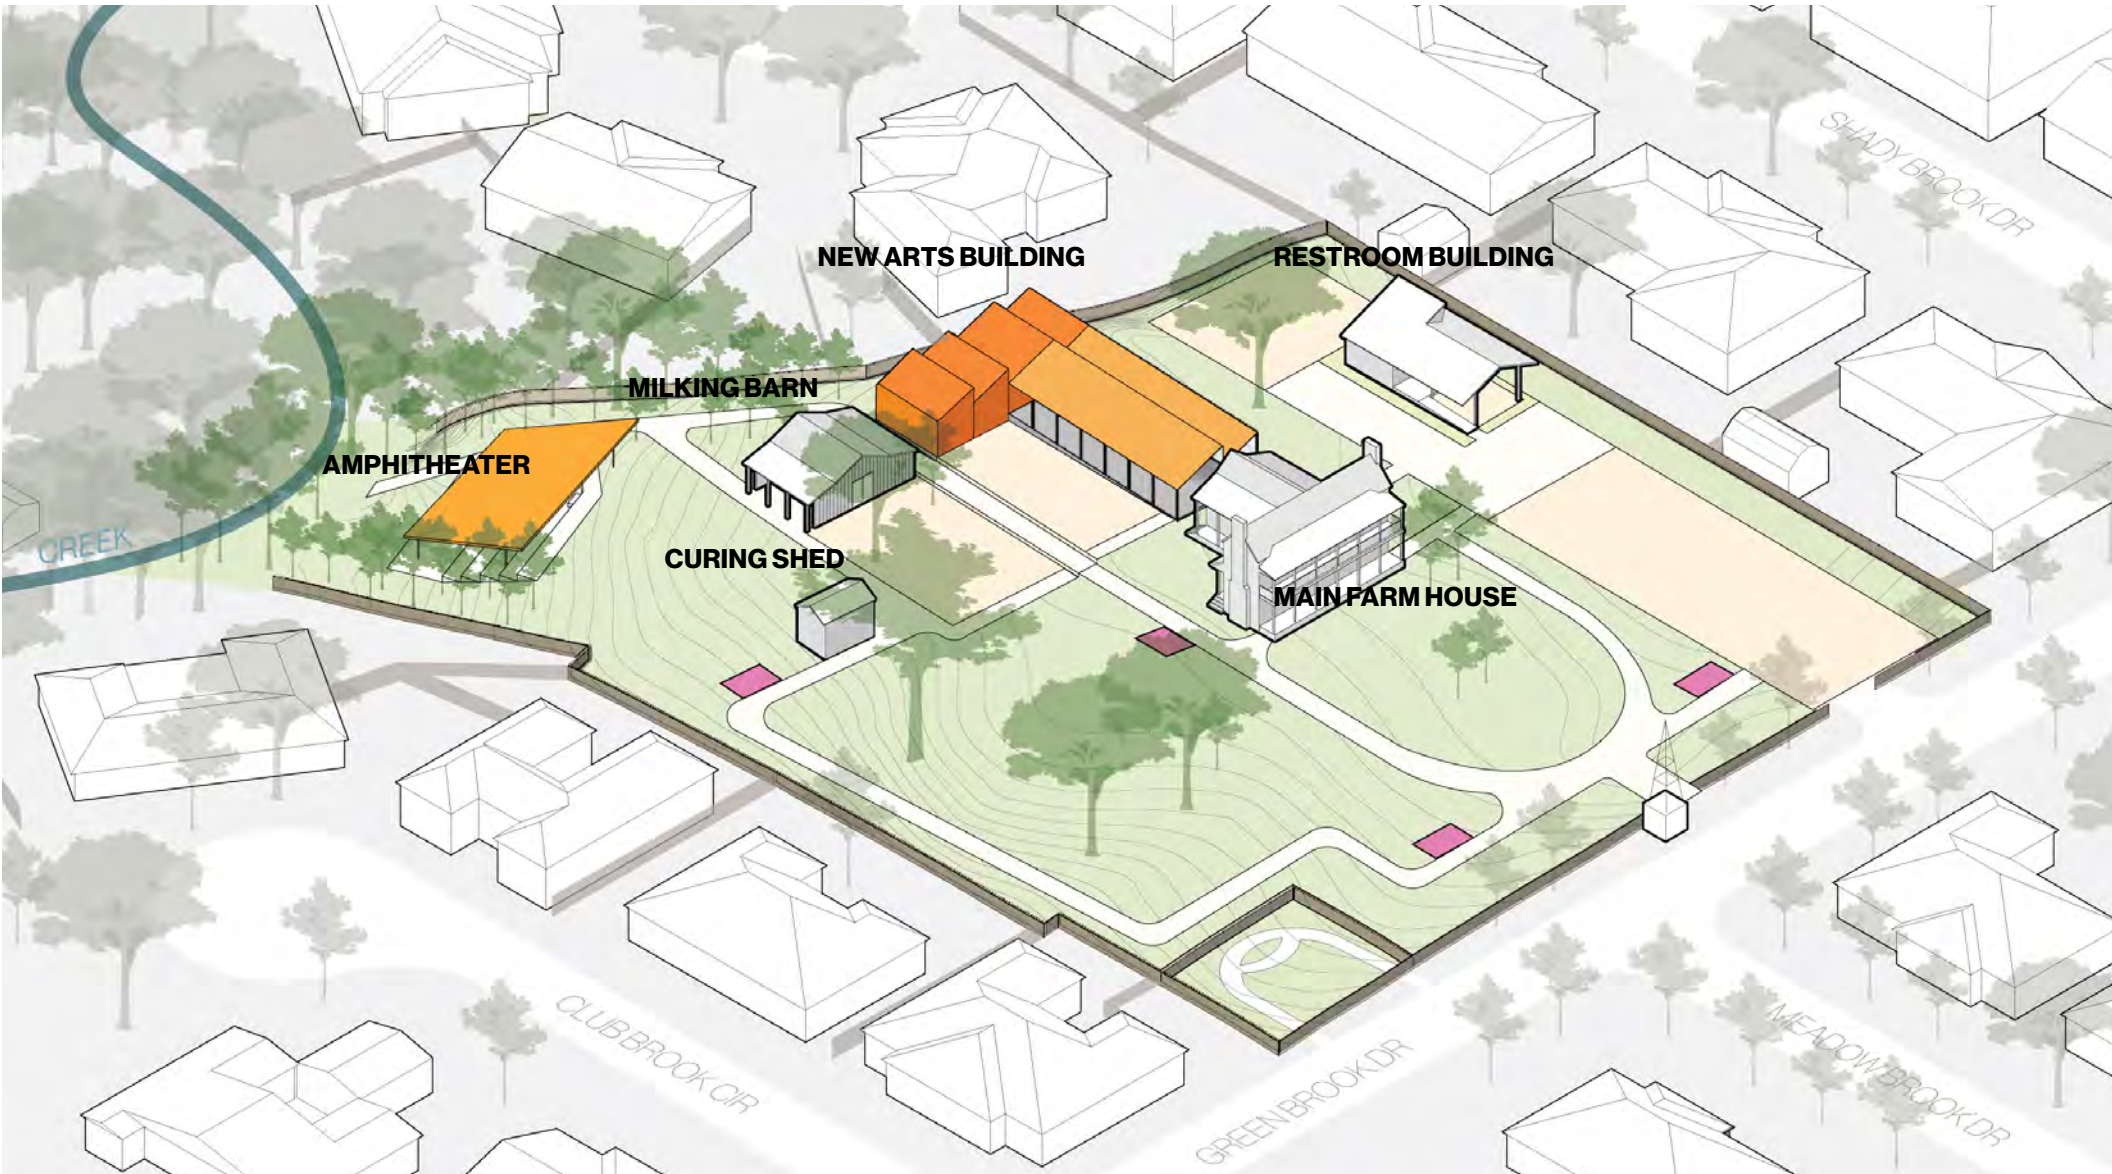 SHADY BROOK DR
NEW ARTS BUILDING
RESTROOM BUILDING
MILKING BARN
AMPHITHEATER
CREEK
CURING SHED
MAIN FARM HOUSE
CLUB BROOK CIR
GREEN BROOK DR
MEADOW BROOK DR